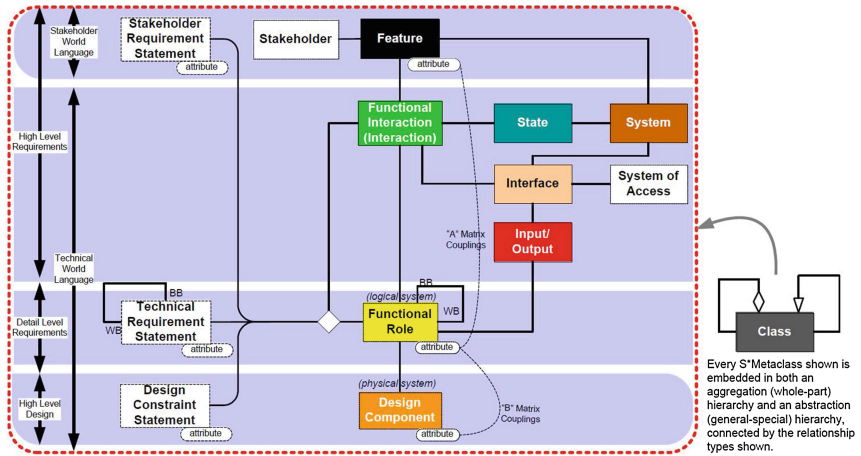 Stakeholder
World
Language
Stakeholder
Requirement
Statement
attribute
Stakeholder
Feature
attribute
High Level
Requirements
Functional
Interaction
(Interaction)
State
System
Interface
System of
Access
"A" Matrix
Couplings
Input/
Output
Technical
World
Language
BB
WB
Technical
Requirement
Statement
attribute
(logical system)
BB
WB
Functional
Role
attribute
Detail Level
Requirements
High Level
Design
Design
Constraint
Statement
attribute
(physical system)
Design
Component
attribute
"B" Matrix
Couplings
Class
Every S*Metaclass shown is
embedded in both an
aggregation (whole-part)
hierarchy and an abstraction
(general-special) hierarchy,
connected by the relationship
types shown.